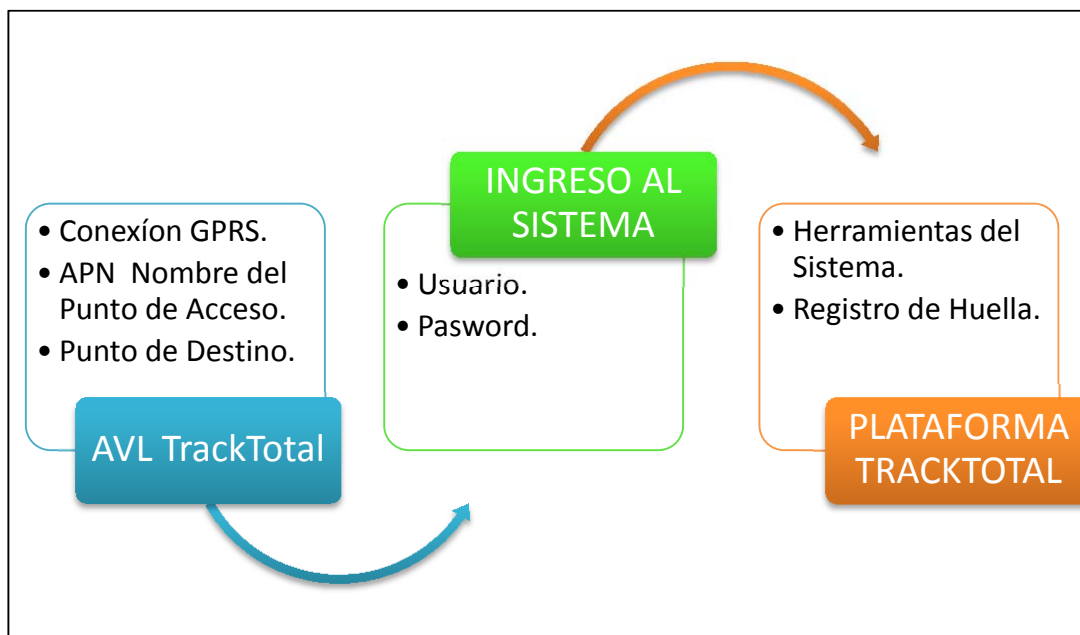 • Conexíon GPRS.
• APN Nombre del
Punto de Acceso.
• Punto de Destino.
AVL TrackTotal
INGRESO AL
SISTEMA
• Usuario.
• Pasword.
• Herramientas del
Sistema.
• Registro de Huella.
PLATAFORMA
TRACKTOTAL